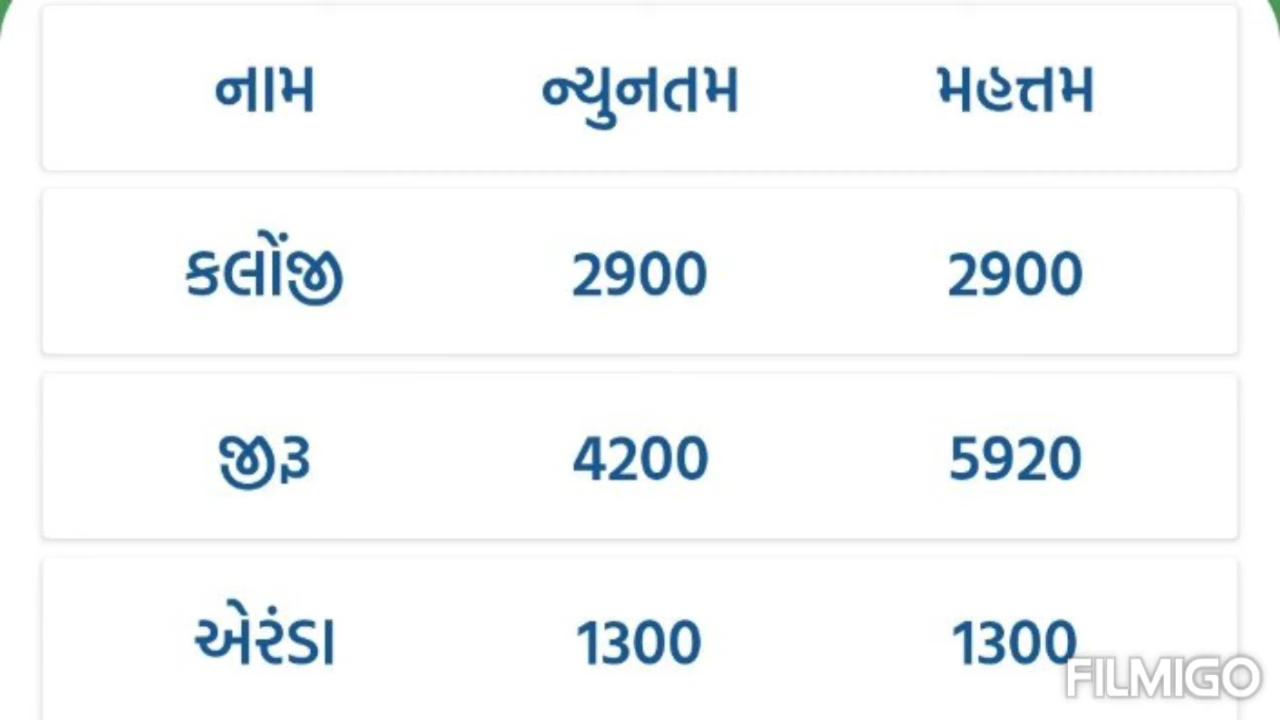 નામ ન્યુનતમ મહત્તમ
કલોંજી 2900 2900
જીરૂ 4200 5920
એરંડા 1300 1300
FILMIGO